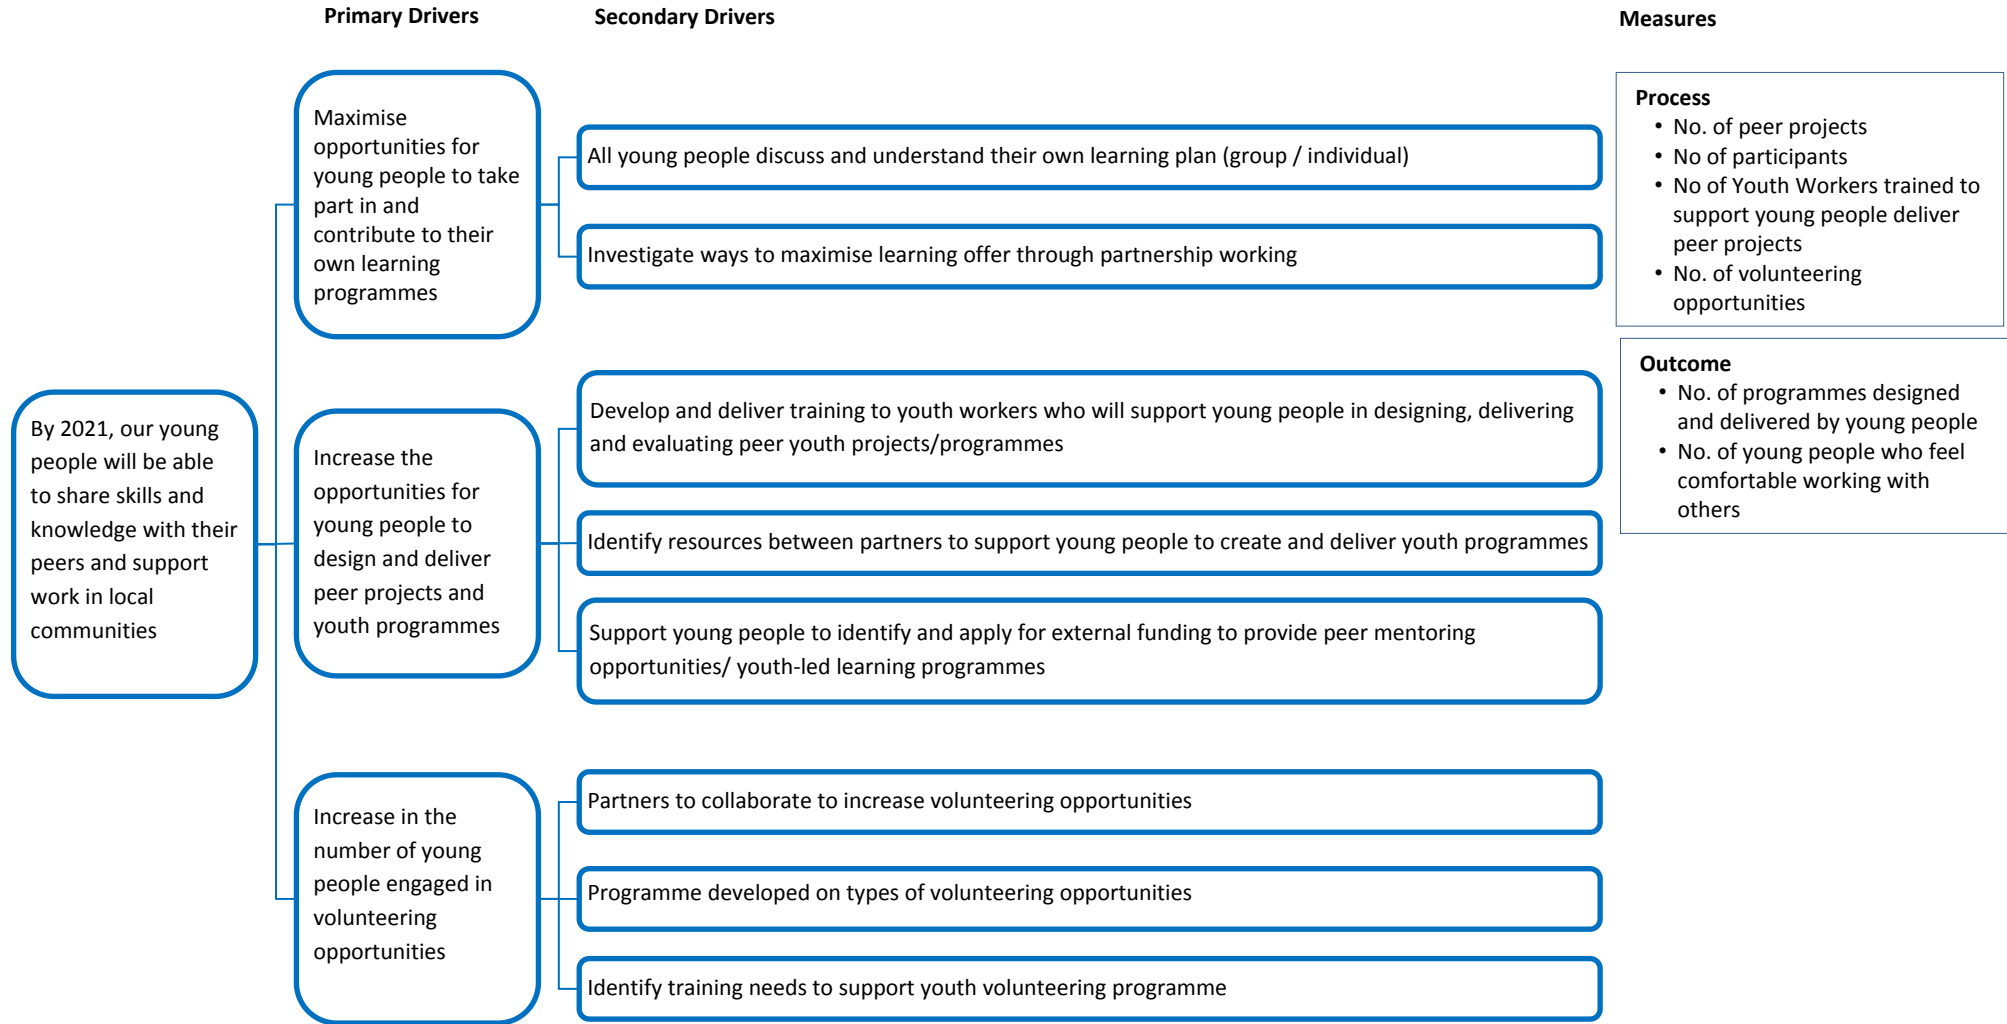 Primary Drivers
Secondary Drivers
Measures
By 2021, our young
people will be able
to share skills and
knowledge with their
peers and support
work in local
communities
Maximise
opportunities for
young people to take
part in and
contribute to their
own learning
programmes
All young people discuss and understand their own learning plan (group / individual)
Investigate ways to maximise learning offer through partnership working
Increase the
opportunities for
young people to
design and deliver
peer projects and
youth programmes
Develop and deliver training to youth workers who will support young people in designing, delivering
and evaluating peer youth projects/programmes
Identify resources between partners to support young people to create and deliver youth programmes
Support young people to identify and apply for external funding to provide peer mentoring
opportunities/ youth-led learning programmes
Increase in the
number of young
people engaged in
volunteering
opportunities
Partners to collaborate to increase volunteering opportunities
Programme developed on types of volunteering opportunities
Identify training needs to support youth volunteering programme
Process
• No. of peer projects
• No of participants
• No of Youth Workers trained to
support young people deliver
peer projects
• No. of volunteering
opportunities
Outcome
• No. of programmes designed
and delivered by young people
• No. of young people who feel
comfortable working with
others